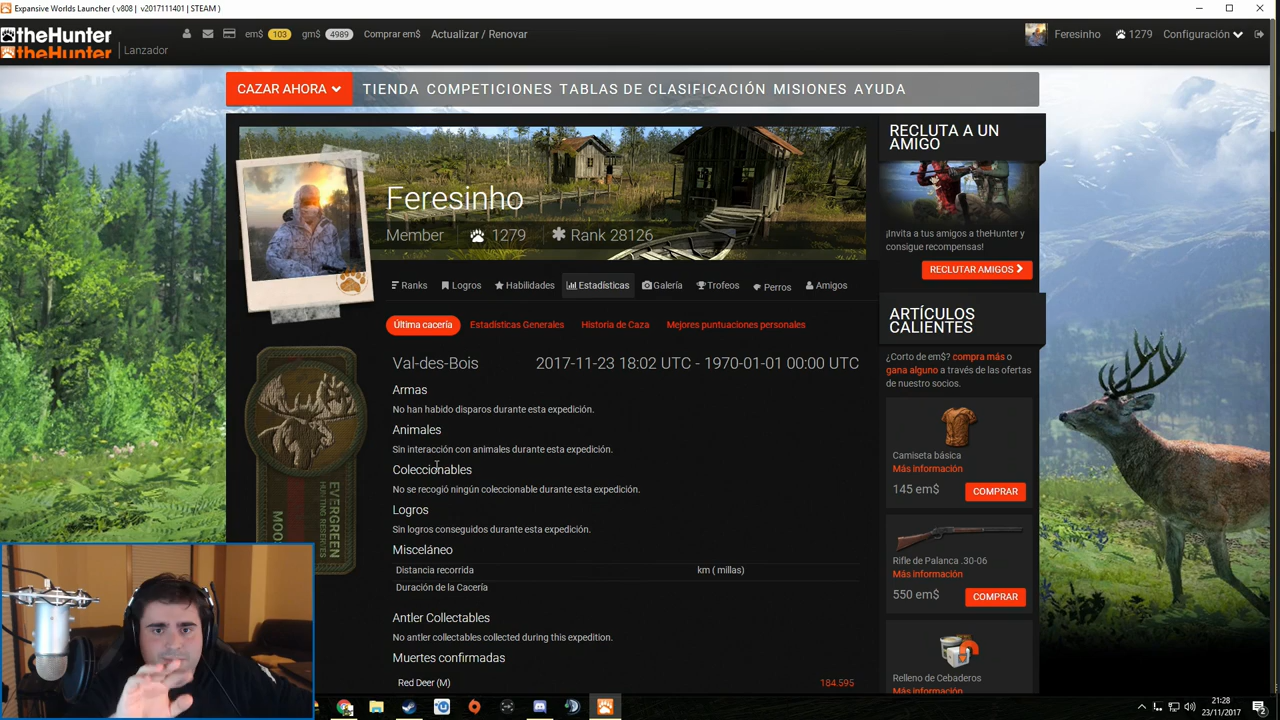 Expansive Worlds Launcher ( v808 | v2017111401 | STEAM )
theHunter
theHunter
Lanzador
em$ 103 gm$ 4989 Comprar em$ Actualizar / Renovar
Feresinho 1279 Configuración
CAZAR AHORA
TIENDA COMPETICIONES TABLAS DE CLASIFICACIÓN MISIONES AYUDA
Feresinho
Member 1279 Rank 28126
Ranks Logros Habilidades Estadísticas Galería Trofeos Perros Amigos
Última cacería Estadísticas Generales Historia de Caza Mejores puntuaciones personales
Val-des-Bois 2017-11-23 18:02 UTC - 1970-01-01 00:00 UTC
Armas
No han habido disparos durante esta expedición.
Animales
Sin interacción con animales durante esta expedición.
Coleccionables
No se recogió ningún coleccionable durante esta expedición.
Logros
Sin logros conseguidos durante esta expedición.
Misceláneo
Distancia recorrida km ( millas)
Duración de la Cacería
Antler Collectables
No antler collectables collected during this expedition.
Muertes confirmadas
Red Deer (M) 184.595
EVERGREEN
HUNTING RESERVES
MOO
RECLUTA A UN
AMIGO
¡Invita a tus amigos a theHunter y
consigue recompensas!
RECLUTAR AMIGOS
ARTÍCULOS
CALIENTES
¿Corto de em$? compra más o
gana alguno a través de las ofertas
de nuestro socios.
Camiseta básica
Más información
145 em$ COMPRAR
Rifle de Palanca .30-06
Más información
550 em$ COMPRAR
Relleno de Cebaderos
Más información
21:28
23/11/2017
2